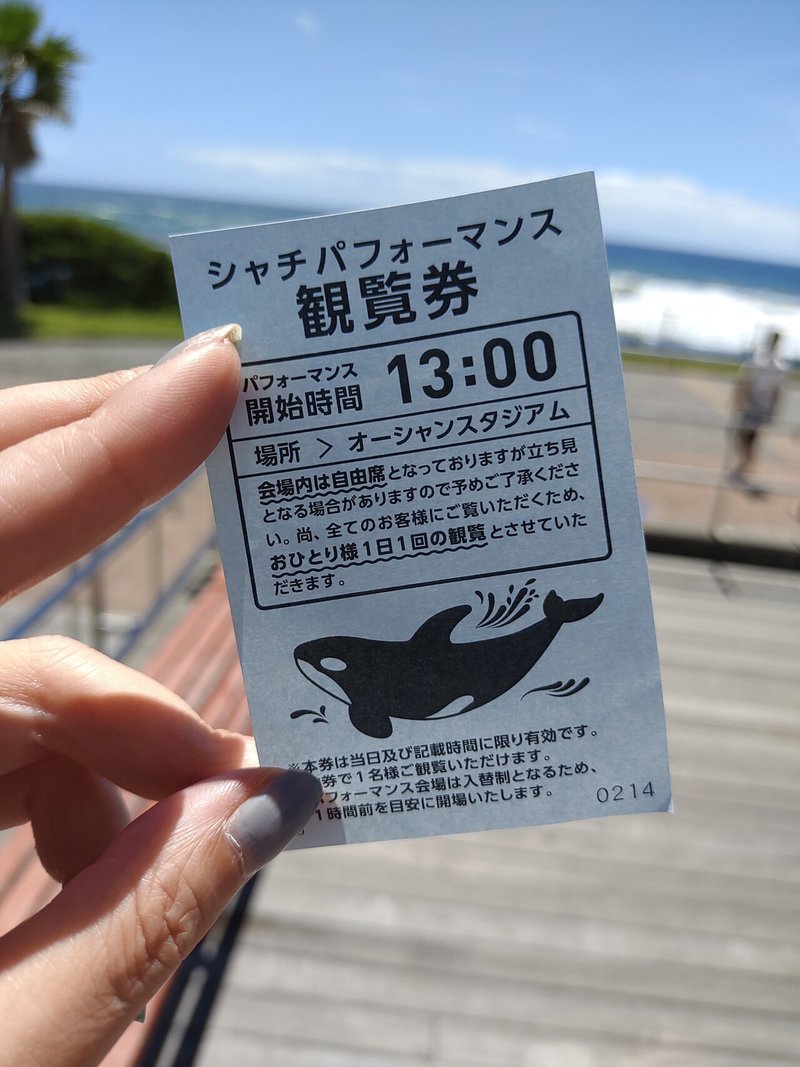 シャチパフォーマンス
観覧券
パフォーマンス
開始時間
13:00
場所 > オーシャンスタジアム
会場内は自由席となっておりますが立ち見
となる場合がありますので予めご了承くださ
い。尚、全てのお客様にご覧いただくため、
おひとり様1日1回の観覧とさせていた
だきます。
※本券は当日及び記載時間に限り有効です。
券で1名様ご観覧いただけます。
パフォーマンス会場は入替制となるため、
1時間前を目安に開場いたします。
0214